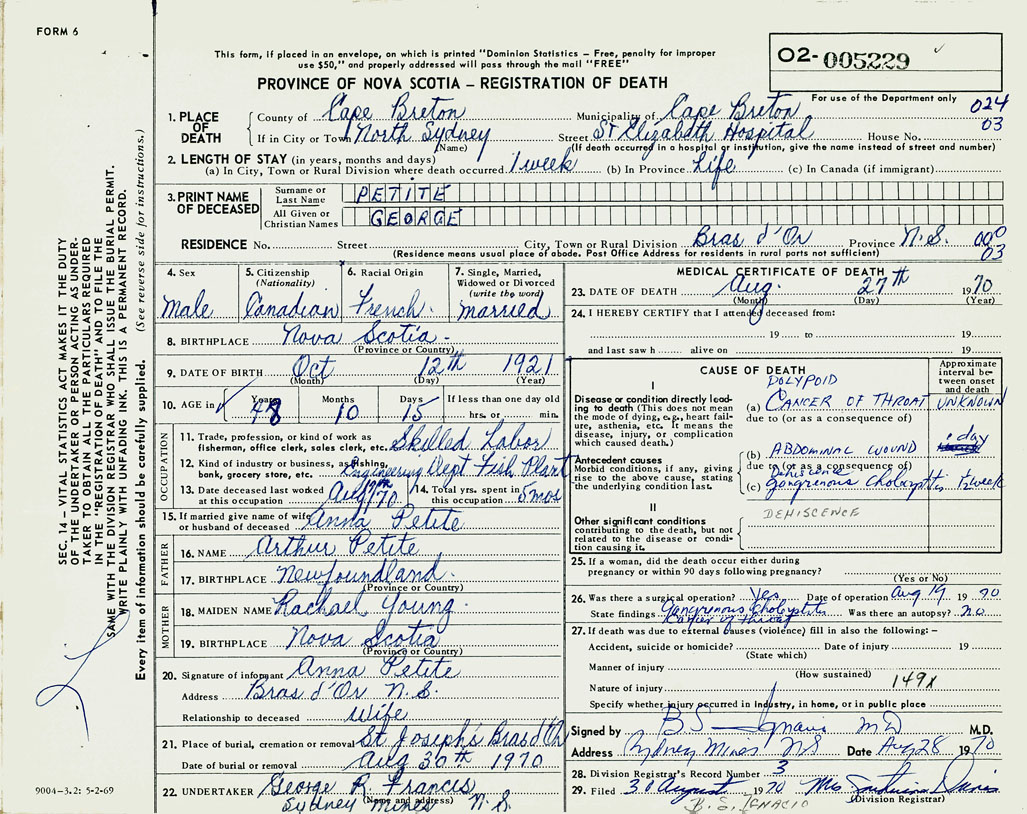 FORM 6
This form, if placed in an envelope, on which is printed "Dominion Statistics – Free, penalty for improper
use $50," and properly addressed will pass through the mail "FREE"
O2- 005229
PROVINCE OF NOVA SCOTIA – REGISTRATION OF DEATH
For use of the Department only
024
03
1. PLACE OF DEATH
County of Cape Breton Municipality of Cape Breton
If in City or Town North Sydney Street St Elizabeth Hospital House No.
(Name) (If death occurred in a hospital or institution, give the name instead of street and number)
2. LENGTH OF STAY (in years, months and days)
(a) In City, Town or Rural Division where death occurred 1 week (b) In Province Life (c) In Canada (if immigrant)
3. PRINT NAME OF DECEASED
Surname or Last Name PETITE
All Given or Christian Names GEORGE
RESIDENCE No. Street City, Town or Rural Division Bras d'Or Province N.S. 000
03
(Residence means usual place of abode. Post Office Address for residents in rural parts not sufficient)
4. Sex Male
5. Citizenship (Nationality) Canadian
6. Racial Origin French
7. Single, Married, Widowed or Divorced (write the word) Married
8. BIRTHPLACE Nova Scotia
(Province or Country)
9. DATE OF BIRTH Oct 12th 1921
(Month) (Day) (Year)
10. AGE in Years 48 Months 10 Days 15 If less than one day old
hrs. or min.
OCCUPATION
11. Trade, profession, or kind of work as
fisherman, office clerk, sales clerk, etc. Skilled Labor
12. Kind of industry or business, as fishing,
bank, grocery store, etc. Engineering Dept Fish Plant
13. Date deceased last worked
at this occupation Aug 70
14. Total yrs. spent in
this occupation 5 mos
15. If married give name of wife
or husband of deceased Anna Petite
FATHER
16. NAME Arthur Petite
17. BIRTHPLACE Newfoundland
(Province or Country)
MOTHER
18. MAIDEN NAME Rachael Young
19. BIRTHPLACE Nova Scotia
(Province or Country)
20. Signature of informant Anna Petite
Address Bras d'Or N.S.
Relationship to deceased Wife
21. Place of burial, cremation or removal St Joseph's Bras d'Or
Date of burial or removal Aug 30th 1970
22. UNDERTAKER George R Francis
(Name and address)
Sydney Mines N.S.
MEDICAL CERTIFICATE OF DEATH
23. DATE OF DEATH Aug. 27th 1970
(Month) (Day) (Year)
24. I HEREBY CERTIFY that I attended deceased from:
19 to 19
and last saw h alive on 19
CAUSE OF DEATH
Approximate interval between onset and death
I
Disease or condition directly leading to death (This does not
mean the mode of dying, e.g., heart failure, asthenia, etc. It means the
disease, injury, or complication
which caused death)
POLYPOID
(a) CANCER OF THROAT UNKNOWN
due to (or as a consequence of)
(b) ABDOMINAL WOUND 1 day
due to (or as a consequence of)
Antecedent causes
Morbid conditions, if any, giving
rise to the above cause, stating
the underlying condition last.
(c) Gangrenous
DEHISCENCE
II
Other significant conditions
contributing to the death, but not
related to the disease or condition causing it.
25. If a woman, did the death occur either during
pregnancy or within 90 days following pregnancy?
(Yes or No)
26. Was there a surgical operation? Yes Date of operation Aug 19 1970
State findings Gangrenous
Cancer of throat
Was there an autopsy? no
27. If death was due to external causes (violence) fill in also the following: –
Accident, suicide or homicide? Date of injury 19
(State which)
Manner of injury
(How sustained)
Nature of injury 149X
Specify whether injury occurred in Industry, in home, or in public place
Signed by B S Ignacio MD M.D.
Address Sydney Mines NS Date Aug 28 1970
28. Division Registrar's Record Number 3
29. Filed 30 August 1970 Mrs
(Division Registrar)
B. S. IGNACIO
SEC. 14 – VITAL STATISTICS ACT MAKES IT THE DUTY
OF THE UNDERTAKER OR PERSON ACTING AS UNDER-
TAKER TO OBTAIN ALL THE PARTICULARS REQUIRED
IN THE "REGISTRATION OF DEATH" AND TO FILE THE
SAME WITH THE DIVISION REGISTRAR WHO SHALL ISSUE THE BURIAL PERMIT.
WRITE PLAINLY WITH UNFADING INK. THIS IS A PERMANENT RECORD.
Every item of information should be carefully supplied. (See reverse side for instructions.)
9004-3.2: 5-2-69